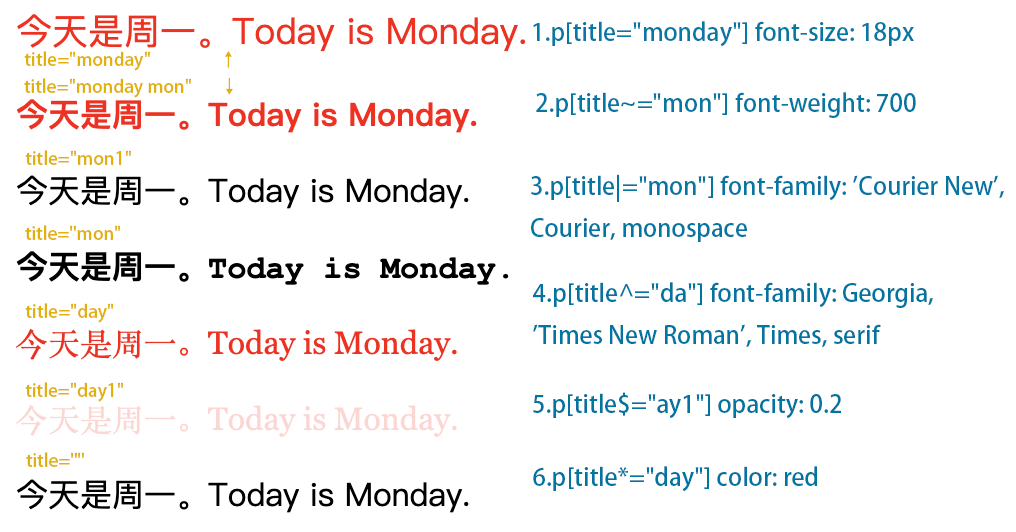 今天是周一。Today is Monday.
title="monday" ↑
title="monday mon" ↓
今天是周一。Today is Monday.
title="mon1"
今天是周一。Today is Monday.
title="mon"
今天是周一。Today is Monday.
title="day"
今天是周一。Today is Monday.
title="day1"
今天是周一。Today is Monday.
title=""
今天是周一。Today is Monday.
1.p[title="monday"] font-size: 18px
2.p[title~="mon"] font-weight: 700
3.p[title|="mon"] font-family: ’Courier New’,
Courier, monospace
4.p[title^="da"] font-family: Georgia,
’Times New Roman’, Times, serif
5.p[title$="ay1"] opacity: 0.2
6.p[title*="day"] color: red